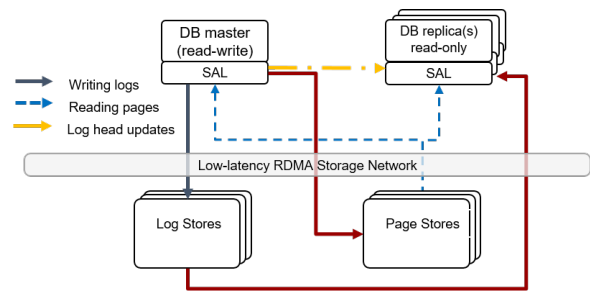 DB master
(read-write)
SAL
DB replica(s)
read-only
SAL
Writing logs
Reading pages
Log head updates
Low-latency RDMA Storage Network
Log Stores
Page Stores